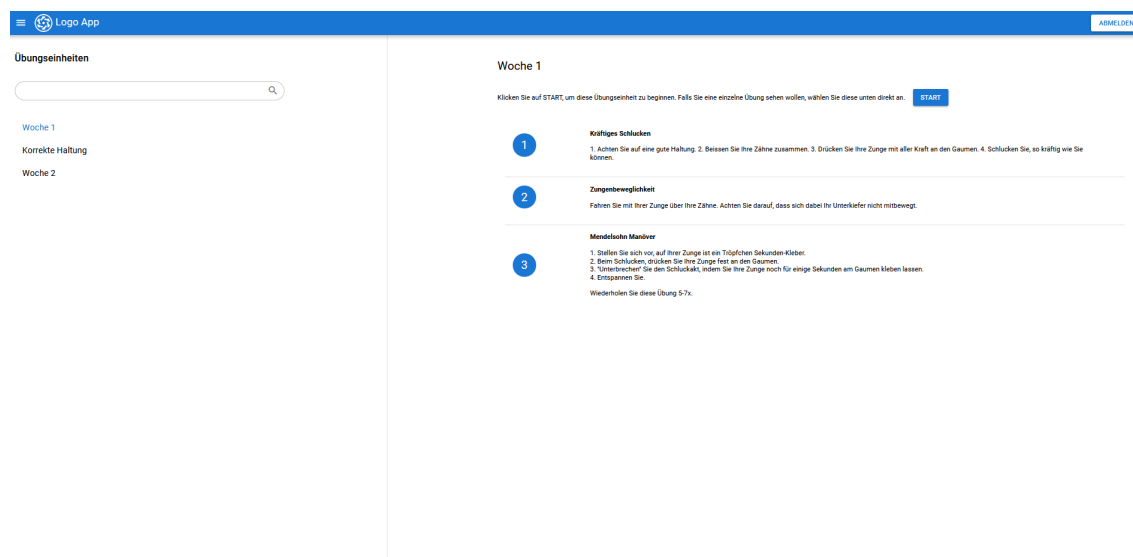 Logo App
ABMELDEN
Übungseinheiten
Woche 1
Korrekte Haltung
Woche 2
Woche 1
Klicken Sie auf START, um diese Übungseinheit zu beginnen. Falls Sie eine einzelne Übung sehen wollen, wählen Sie diese unten direkt an.
START
1
Kräftiges Schlucken
1. Achten Sie auf eine gute Haltung. 2. Beissen Sie Ihre Zähne zusammen. 3. Drücken Sie Ihre Zunge mit aller Kraft an den Gaumen. 4. Schlucken Sie, so kräftig wie Sie
können.
2
Zungenbeweglichkeit
Fahren Sie mit Ihrer Zunge über Ihre Zähne. Achten Sie darauf, dass sich dabei Ihr Unterkiefer nicht mitbewegt.
3
Mendelsohn Manöver
1. Stellen Sie sich vor, auf Ihrer Zunge ist ein Tröpfchen Sekunden-Kleber.
2. Beim Schlucken, drücken Sie Ihre Zunge fest an den Gaumen.
3. "Unterbrechen" Sie den Schluckakt, indem Sie Ihre Zunge noch für einige Sekunden am Gaumen kleben lassen.
4. Entspannen Sie.
Wiederholen Sie diese Übung 5-7x.